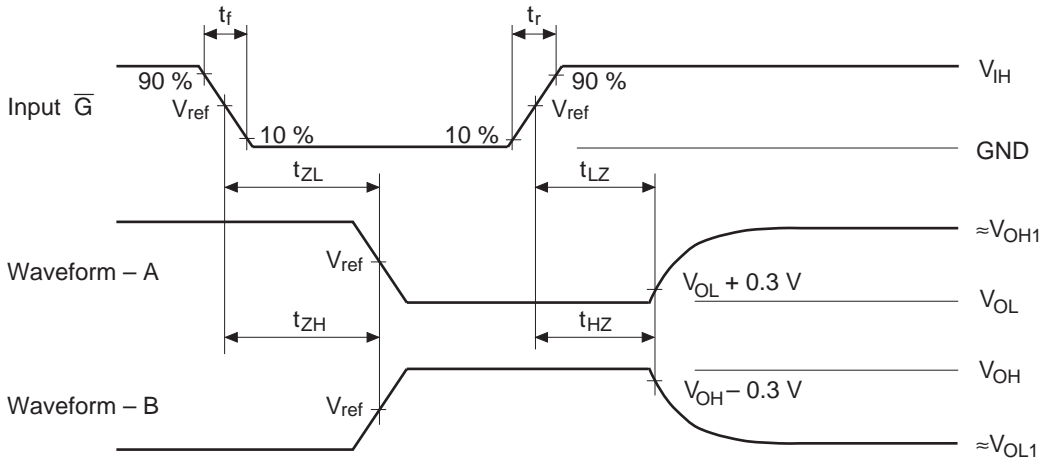 tf
tr
90 %
90 %
VIH
Input G̅
Vref
Vref
10 %
10 %
GND
tZL
tLZ
≈VOH1
Vref
Waveform – A
VOL + 0.3 V
VOL
tZH
tHZ
VOH
VOH – 0.3 V
Waveform – B
Vref
≈VOL1